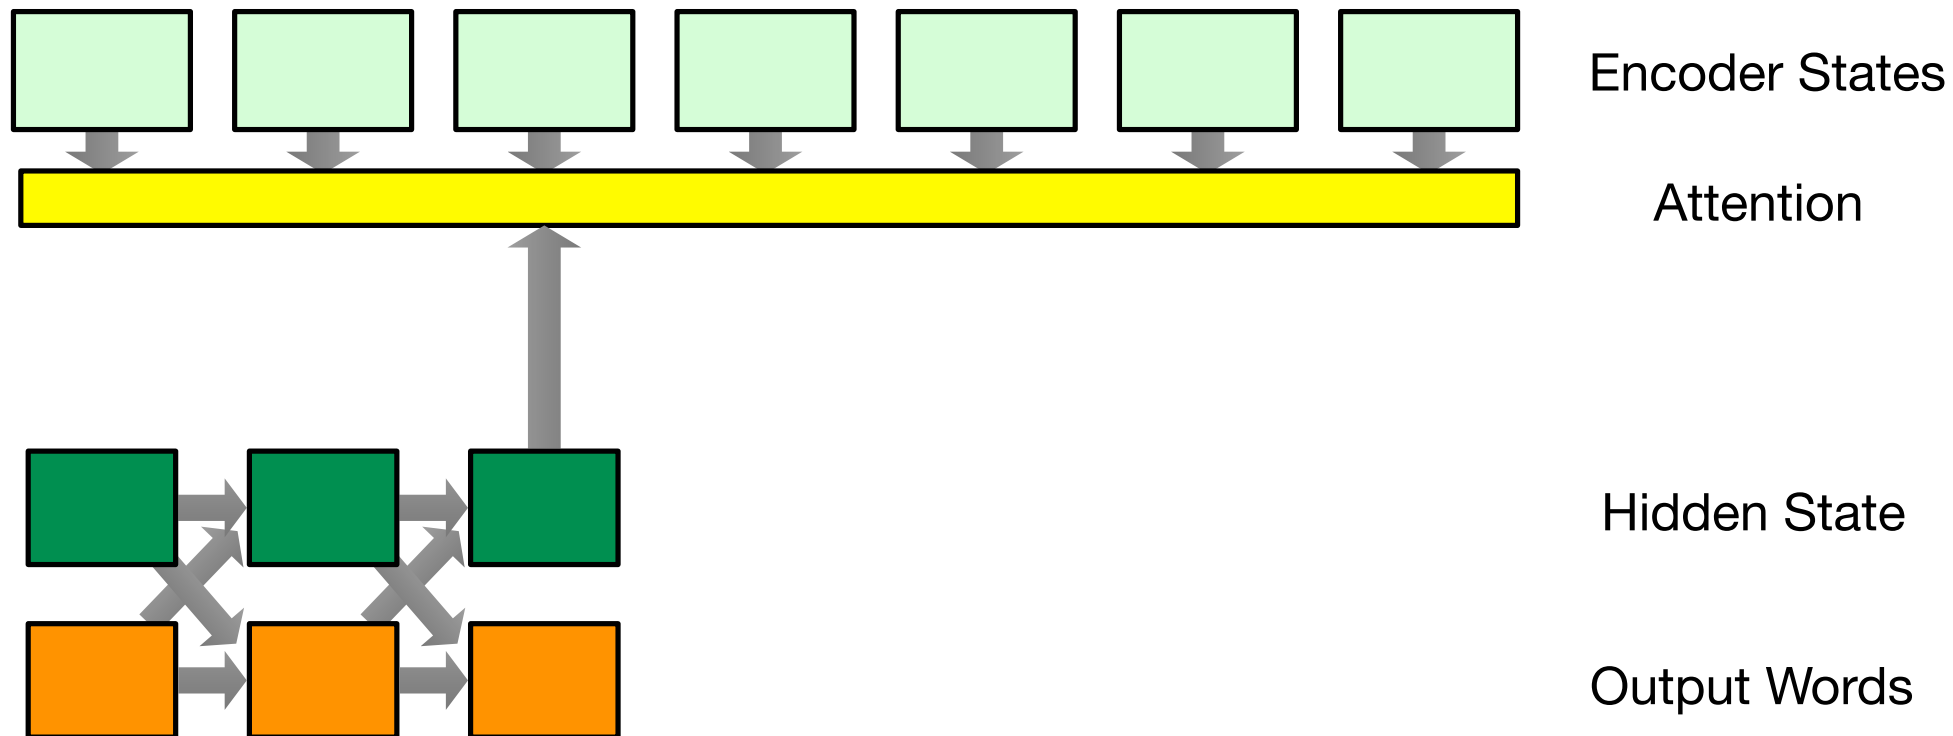 Encoder States
Attention
Hidden State
Output Words